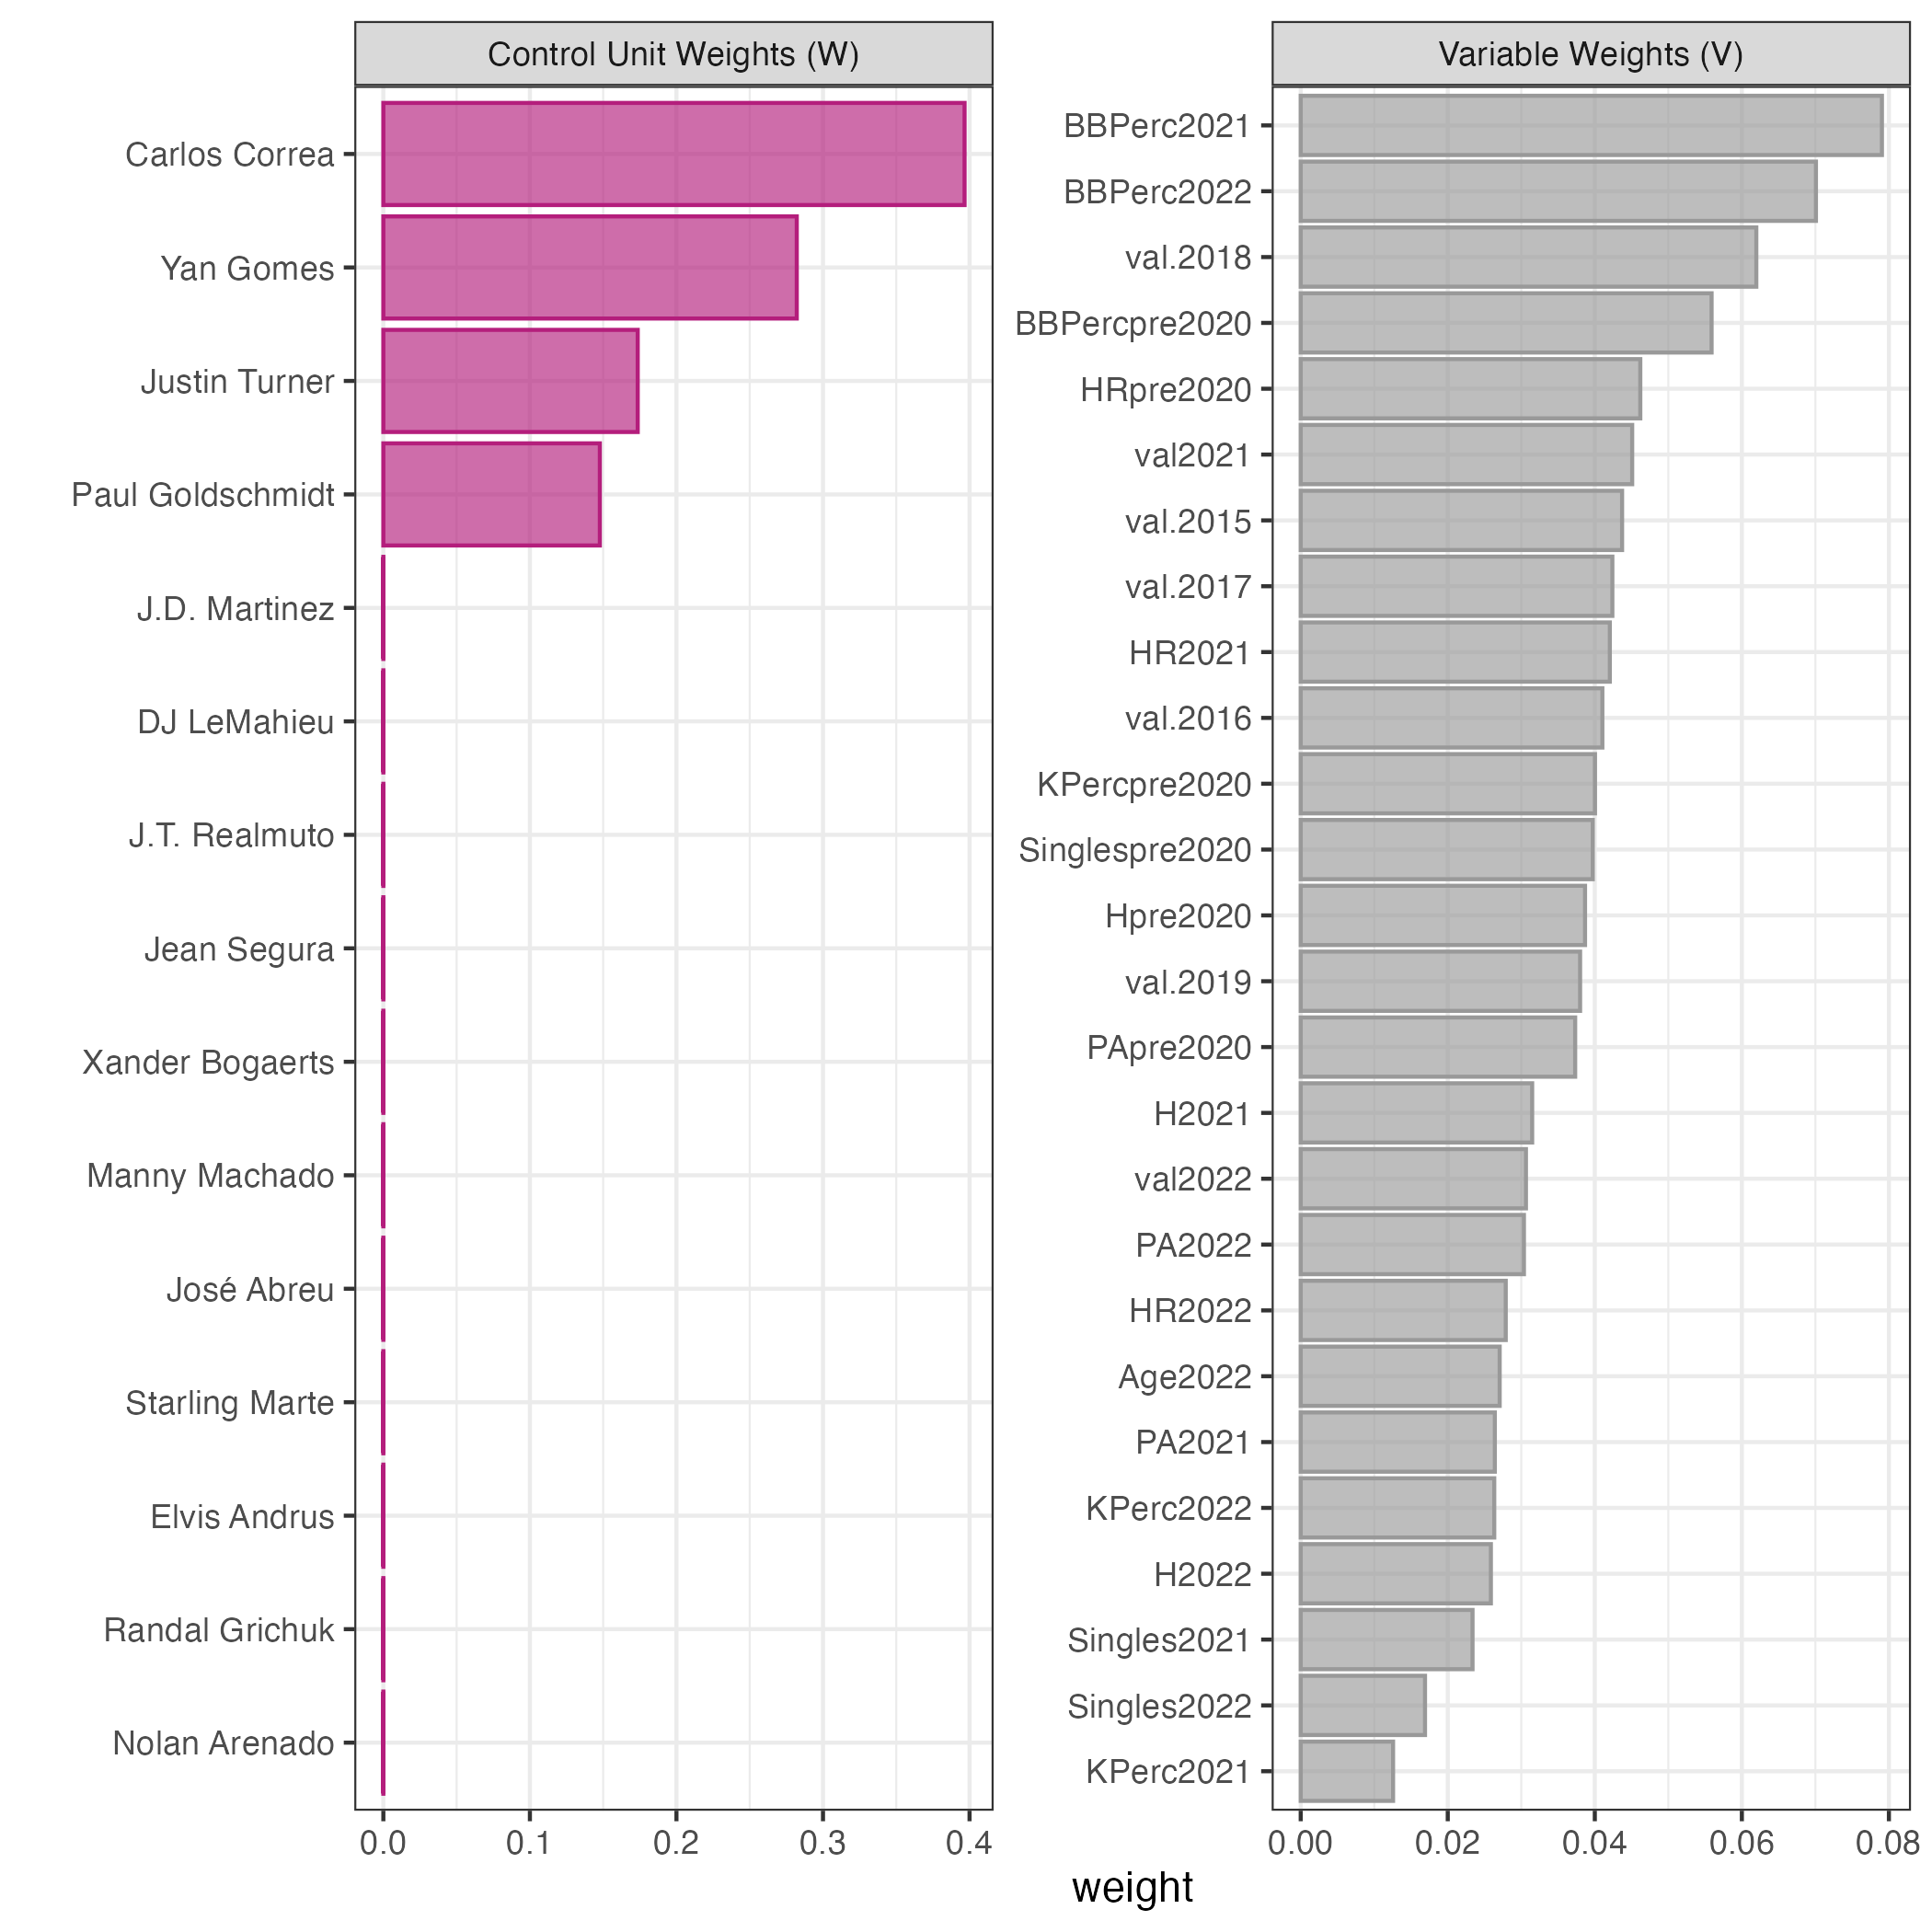 Control Unit Weights (W)
Carlos Correa
Yan Gomes
Justin Turner
Paul Goldschmidt
J.D. Martinez
DJ LeMahieu
J.T. Realmuto
Jean Segura
Xander Bogaerts
Manny Machado
José Abreu
Starling Marte
Elvis Andrus
Randal Grichuk
Nolan Arenado
0.0 0.1 0.2 0.3 0.4
Variable Weights (V)
BBPerc2021
BBPerc2022
val.2018
BBPercpre2020
HRpre2020
val2021
val.2015
val.2017
HR2021
val.2016
KPercpre2020
Singlespre2020
Hpre2020
val.2019
PApre2020
H2021
val2022
PA2022
HR2022
Age2022
PA2021
KPerc2022
H2022
Singles2021
Singles2022
KPerc2021
0.00 0.02 0.04 0.06 0.08
weight